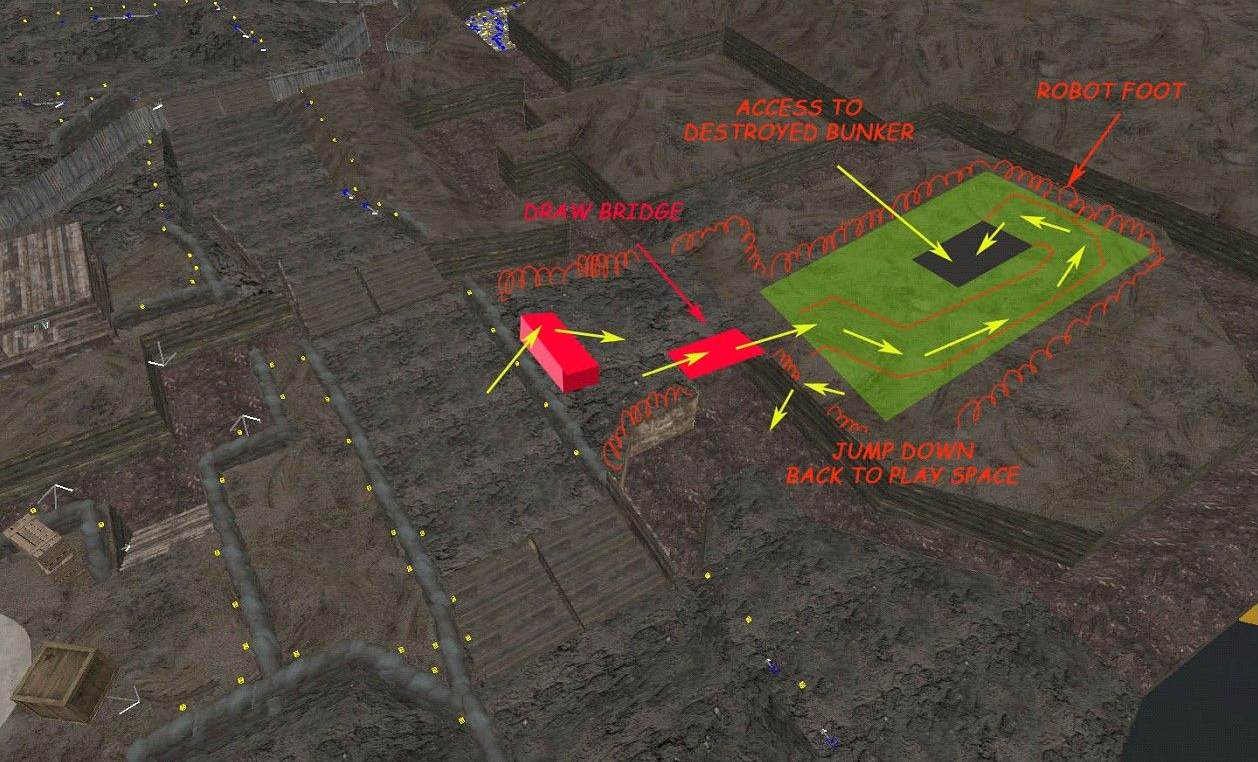 ROBOT FOOT
ACCESS TO
DESTROYED BUNKER
DRAW BRIDGE
JUMP DOWN
BACK TO PLAY SPACE